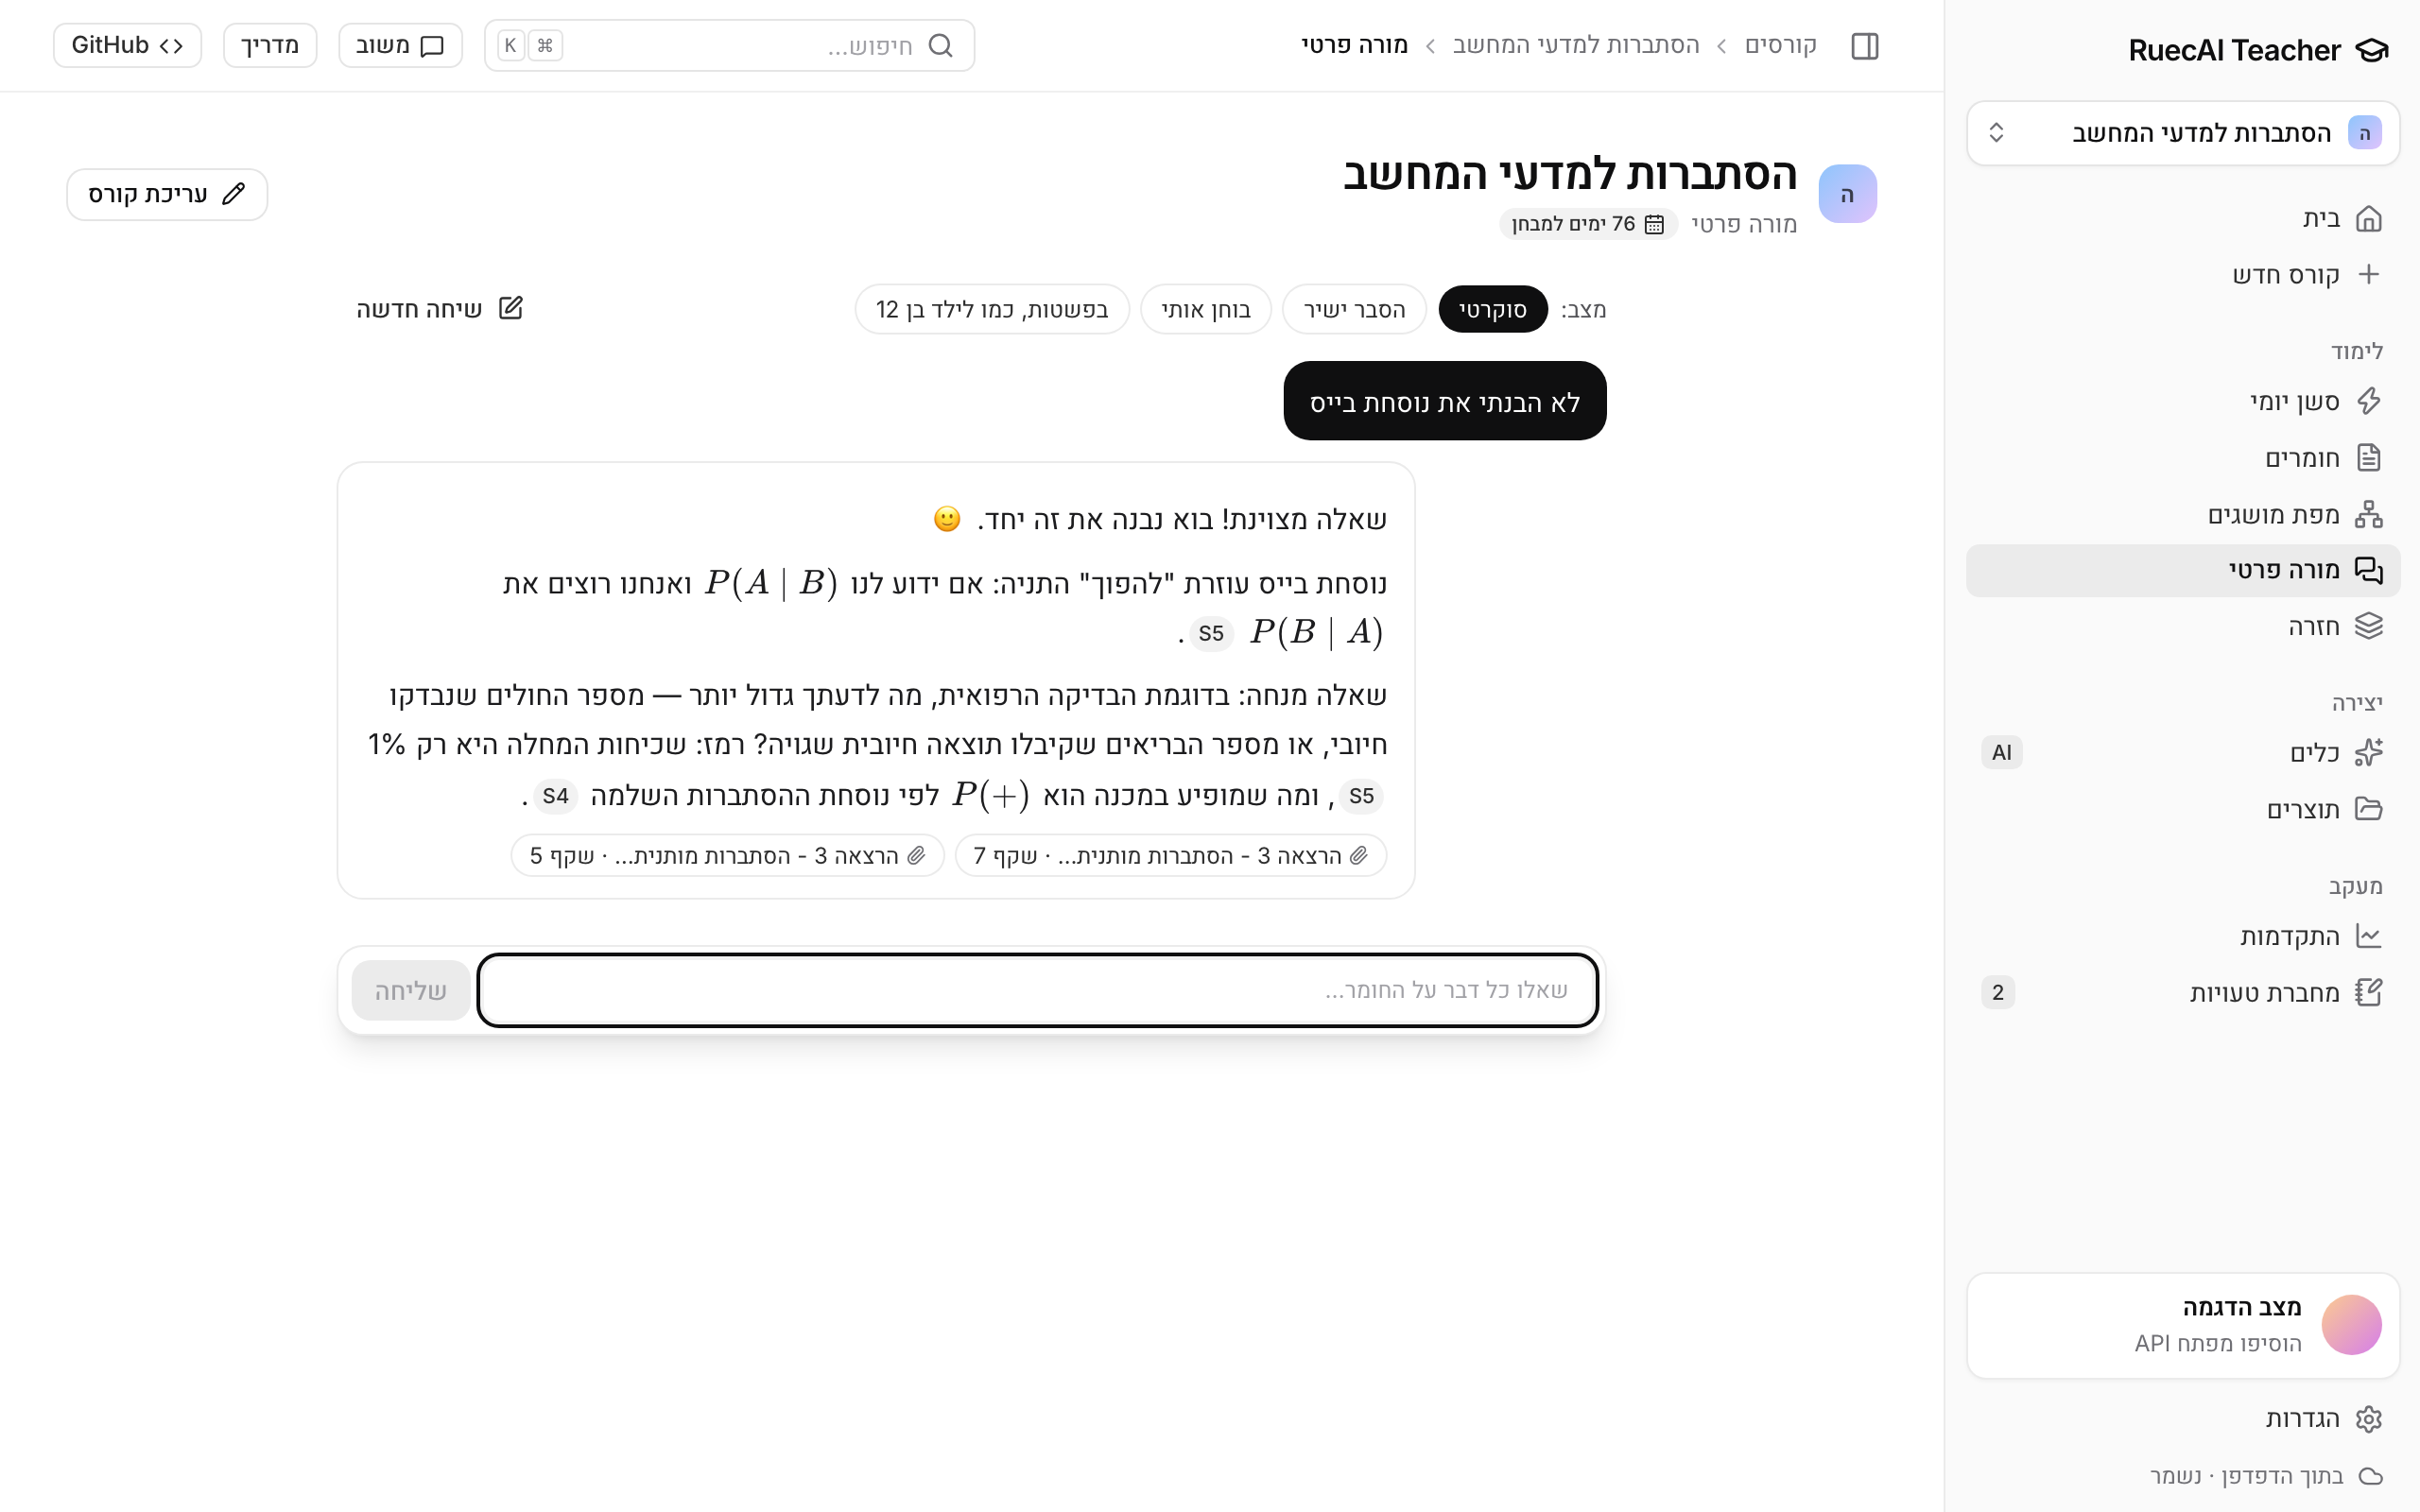 RuecAI Teacher
ה הסתברות למדעי המחשב
בית
קורס חדש
לימוד
סשן יומי
חומרים
מפת מושגים
מורה פרטי
חזרה
יצירה
כלים AI
תוצרים
מעקב
התקדמות
מחברת טעויות 2
מצב הדגמה
הוסיפו מפתח API
הגדרות
בתוך הדפדפן · נשמר
קורסים > הסתברות למדעי המחשב > מורה פרטי
חיפוש... ⌘ K
משוב
מדריך
GitHub
ה
הסתברות למדעי המחשב
מורה פרטי 76 ימים למבחן
עריכת קורס
מצב: סוקרטי הסבר ישיר בוחן אותי בפשטות, כמו לילד בן 12
שיחה חדשה
לא הבנתי את נוסחת בייס
שאלה מצוינת! בוא נבנה את זה יחד. 🙂
נוסחת בייס עוזרת "להפוך" התניה: אם ידוע לנו P(A | B) ואנחנו רוצים את
P(B | A) S5.
שאלה מנחה: בדוגמת הבדיקה הרפואית, מה לדעתך גדול יותר — מספר החולים שנבדקו
חיובי, או מספר הבריאים שקיבלו תוצאה חיובית שגויה? רמז: שכיחות המחלה היא רק 1%
S5, ומה שמופיע במכנה הוא P(+) לפי נוסחת ההסתברות השלמה S4.
הרצאה 3 - הסתברות מותנית... · שקף 7
הרצאה 3 - הסתברות מותנית... · שקף 5
שאלו כל דבר על החומר...
שליחה